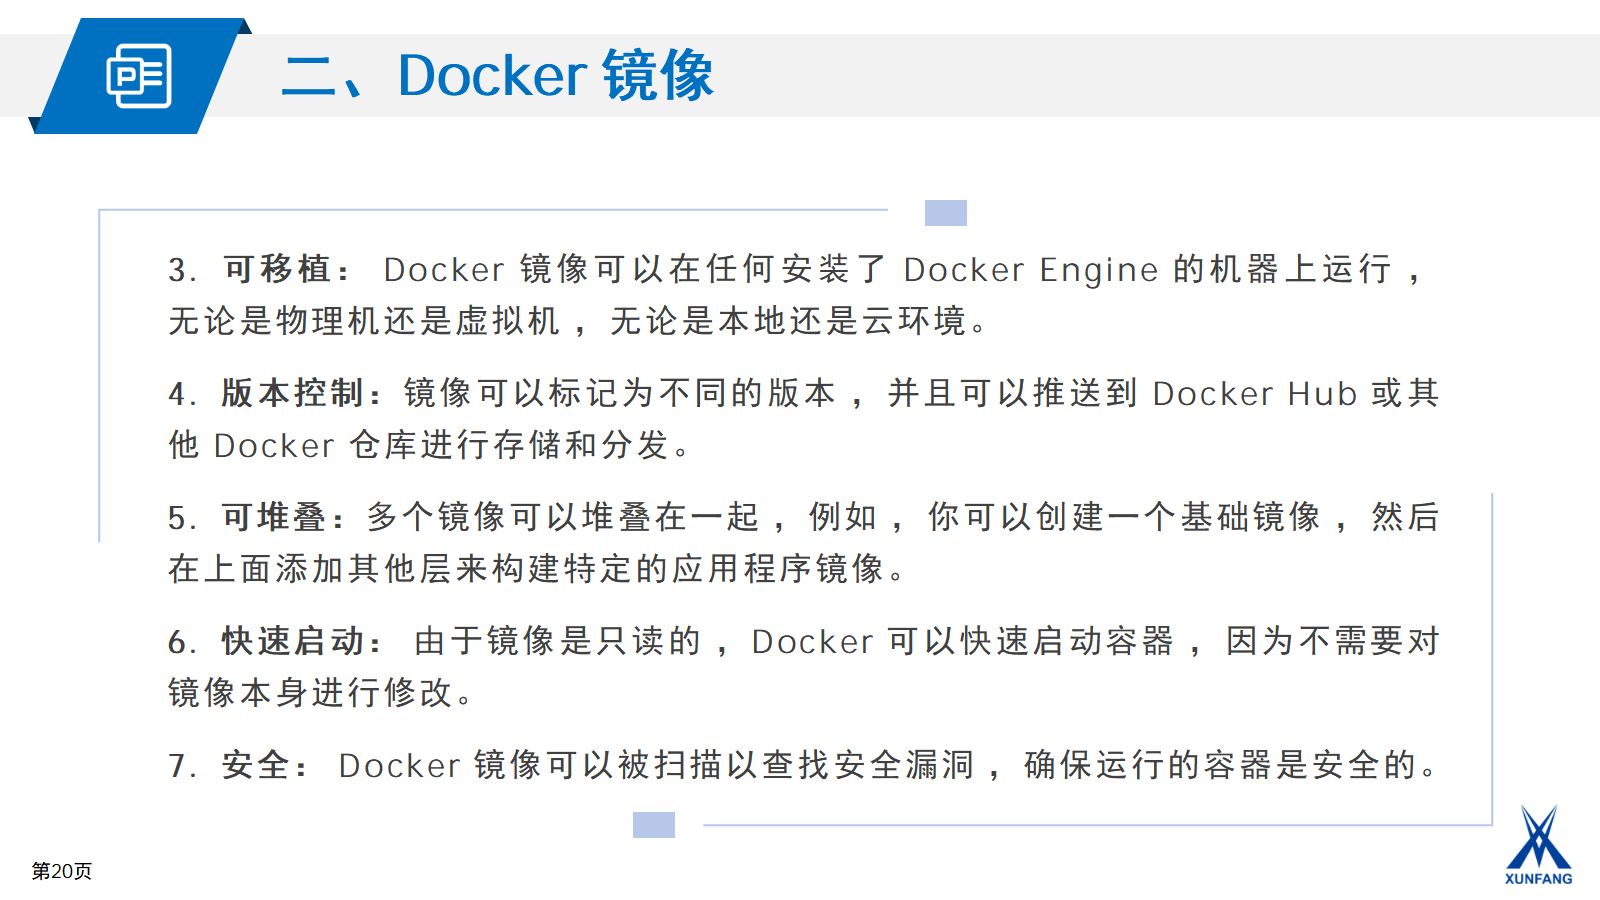 二、Docker 镜像
3. 可移植： Docker 镜像可以在任何安装了 Docker Engine 的机器上运行，
无论是物理机还是虚拟机，无论是本地还是云环境。
4. 版本控制：镜像可以标记为不同的版本，并且可以推送到 Docker Hub 或其
他 Docker 仓库进行存储和分发。
5. 可堆叠：多个镜像可以堆叠在一起，例如，你可以创建一个基础镜像，然后
在上面添加其他层来构建特定的应用程序镜像。
6. 快速启动： 由于镜像是只读的，Docker 可以快速启动容器，因为不需要对
镜像本身进行修改。
7. 安全： Docker 镜像可以被扫描以查找安全漏洞，确保运行的容器是安全的。
第20页
XUNFANG